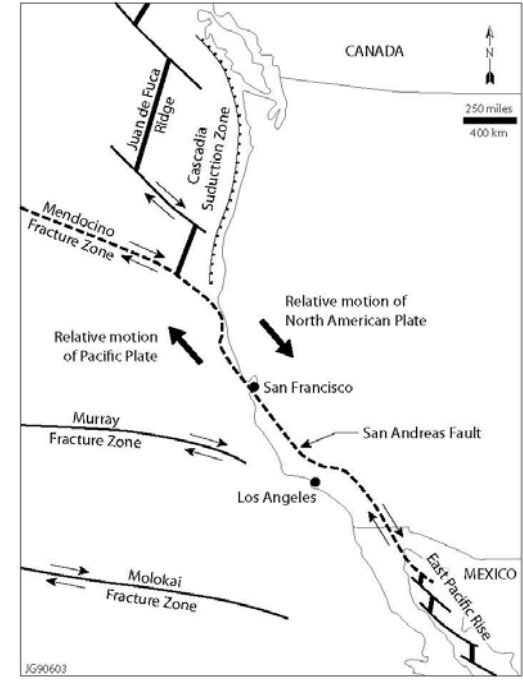 CANADA
N
250 miles
400 km
Juan de Fuca
Ridge
Cascadia
Suduction Zone
Mendocino
Fracture Zone
Relative motion of
North American Plate
Relative motion
of Pacific Plate
San Francisco
Murray
Fracture Zone
San Andreas Fault
Los Angeles
MEXICO
East Pacific Rise
Molokai
Fracture Zone
JG90603